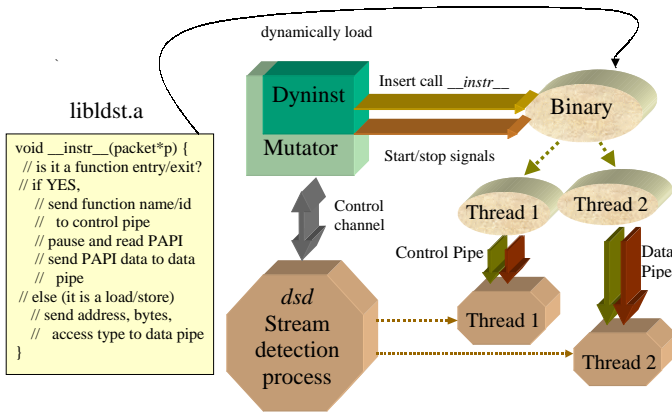 dynamically load
libldst.a
void __instr__(packet*p) {
// is it a function entry/exit?
// if YES,
// send function name/id
// to control pipe
// pause and read PAPI
// send PAPI data to data
// pipe
// else (it is a load/store)
// send address, bytes,
// access type to data pipe
}
Dyninst
Mutator
Insert call __instr__
Start/stop signals
Binary
Control
channel
Thread 1
Thread 2
Control Pipe
Data
Pipe
dsd
Stream
detection
process
Thread 1
Thread 2